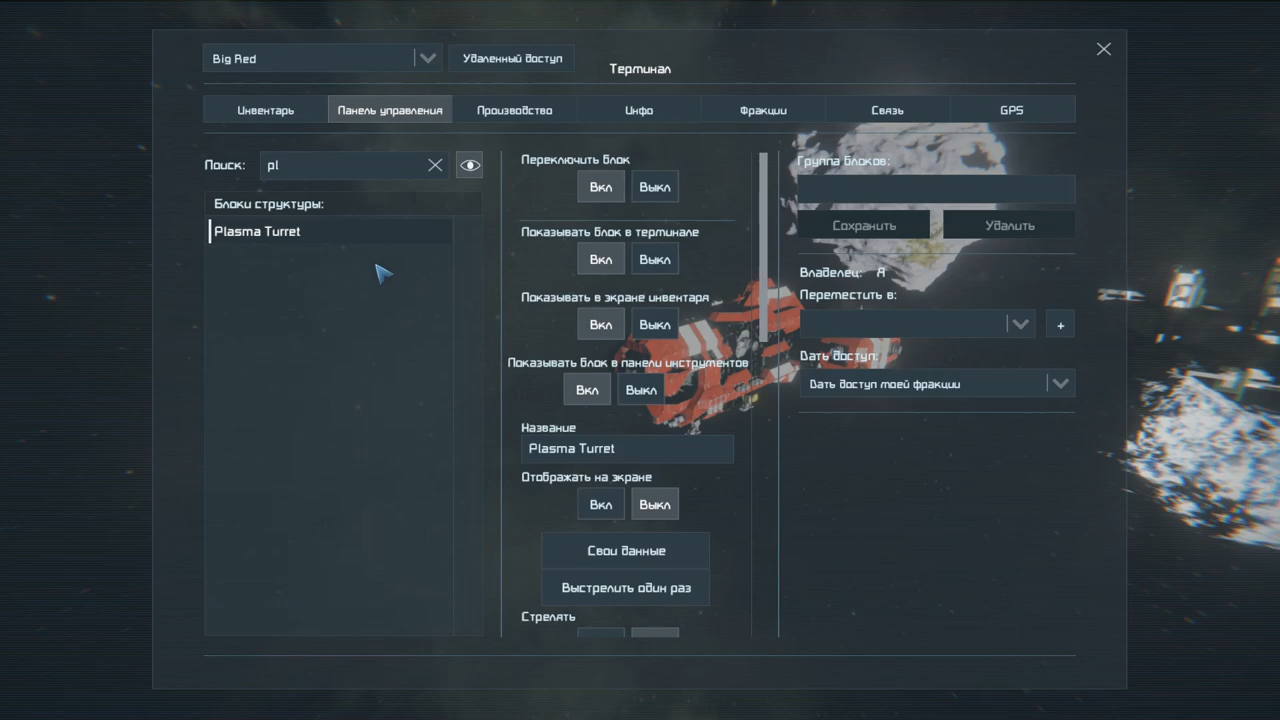 Big Red
Удаленный доступ
Терминал
Инвентарь
Панель управления
Производство
Инфо
Фракции
Связь
GPS
Поиск:
pl
Блоки структуры:
Plasma Turret
Переключить блок
Вкл
Выкл
Показывать блок в терминале
Вкл
Выкл
Показывать в экране инвентаря
Вкл
Выкл
Показывать блок в панели инструментов
Вкл
Выкл
Название
Plasma Turret
Отображать на экране
Вкл
Выкл
Свои данные
Выстрелить один раз
Стрелять
Группа блоков:
Сохранить
Удалить
Владелец: A
Переместить в:
+
Дать доступ:
Дать доступ моей фракции